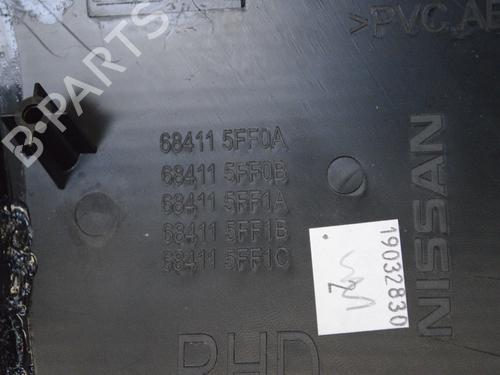 B-PARTS
>PVC,AB
68411 5FF0A
68411 5FF0B
68411 5FF1A
68411 5FF1B
68411 5FF1C
NISSAN
19032830
RHD